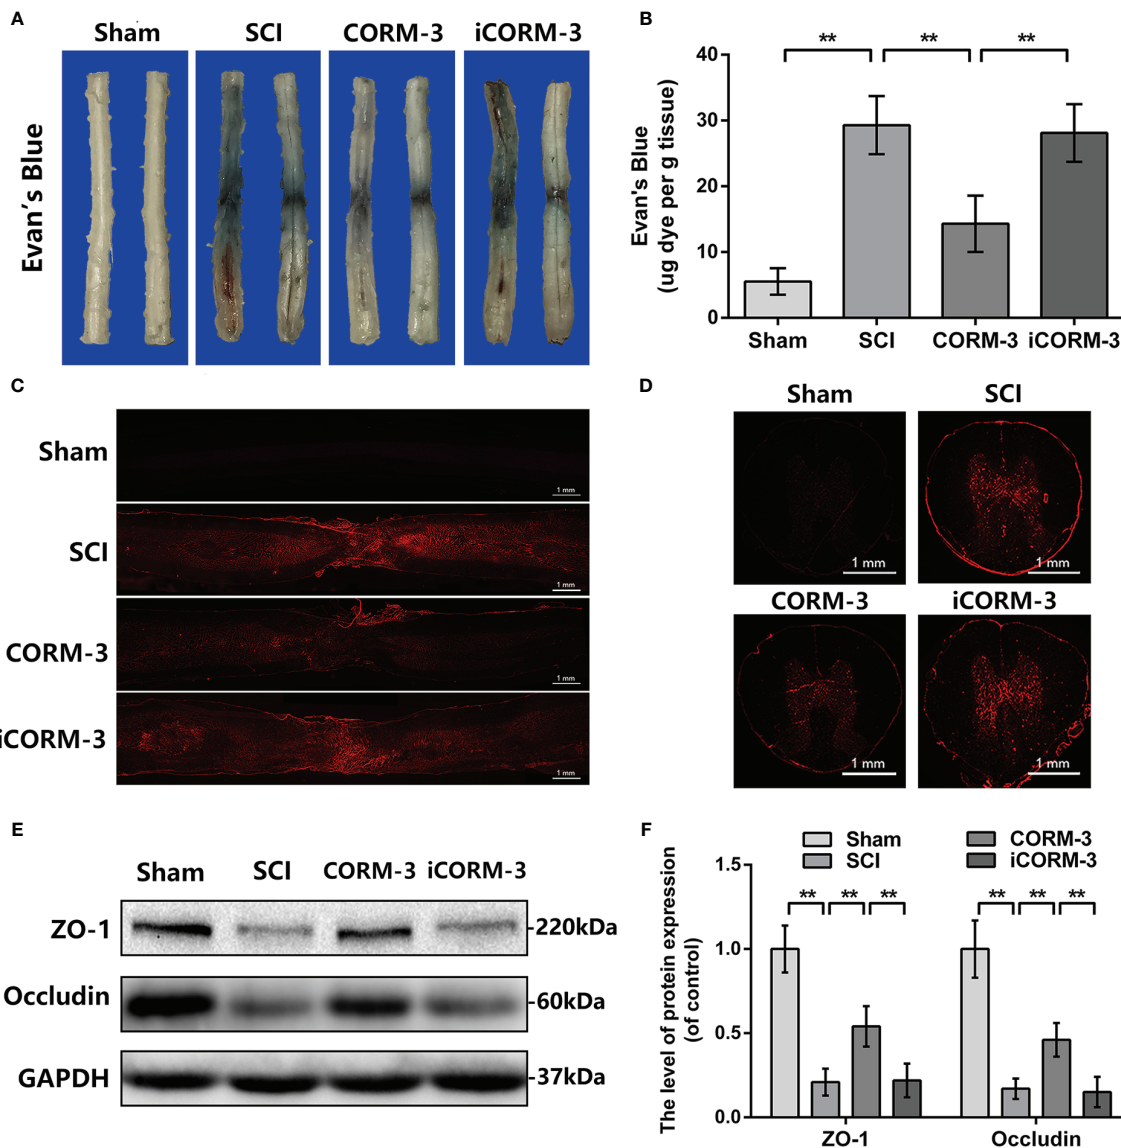 A
Sham SCI CORM-3 iCORM-3
Evan's Blue
B
** ** **
Evan's Blue
(ug dye per g tissue)
40
30
20
10
0
Sham SCI CORM-3 iCORM-3
C
Sham
1 mm
SCI
1 mm
CORM-3
1 mm
iCORM-3
1 mm
D
Sham SCI
1 mm 1 mm
CORM-3 iCORM-3
1 mm 1 mm
E
Sham SCI CORM-3 iCORM-3
ZO-1 -220kDa
Occludin -60kDa
GAPDH -37kDa
F
Sham CORM-3
SCI iCORM-3
The level of protein expression
(of control)
1.5
1.0
0.5
0.0
** ** ** ** ** **
ZO-1 Occludin